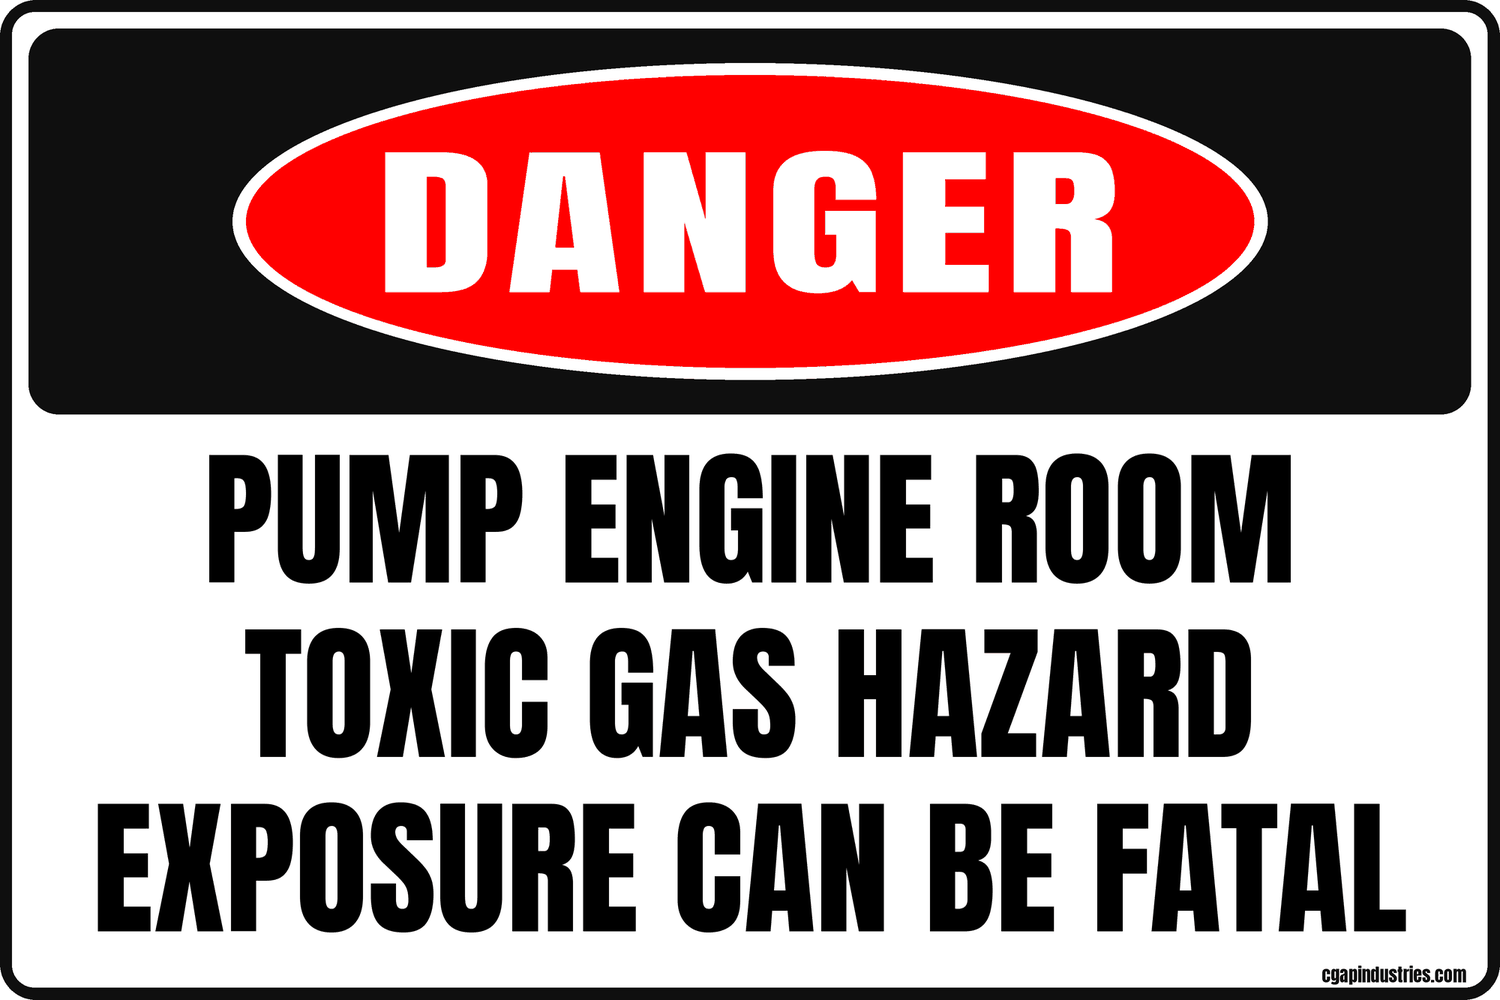 DANGER
PUMP ENGINE ROOM
TOXIC GAS HAZARD
EXPOSURE CAN BE FATAL
cgapindustries.com